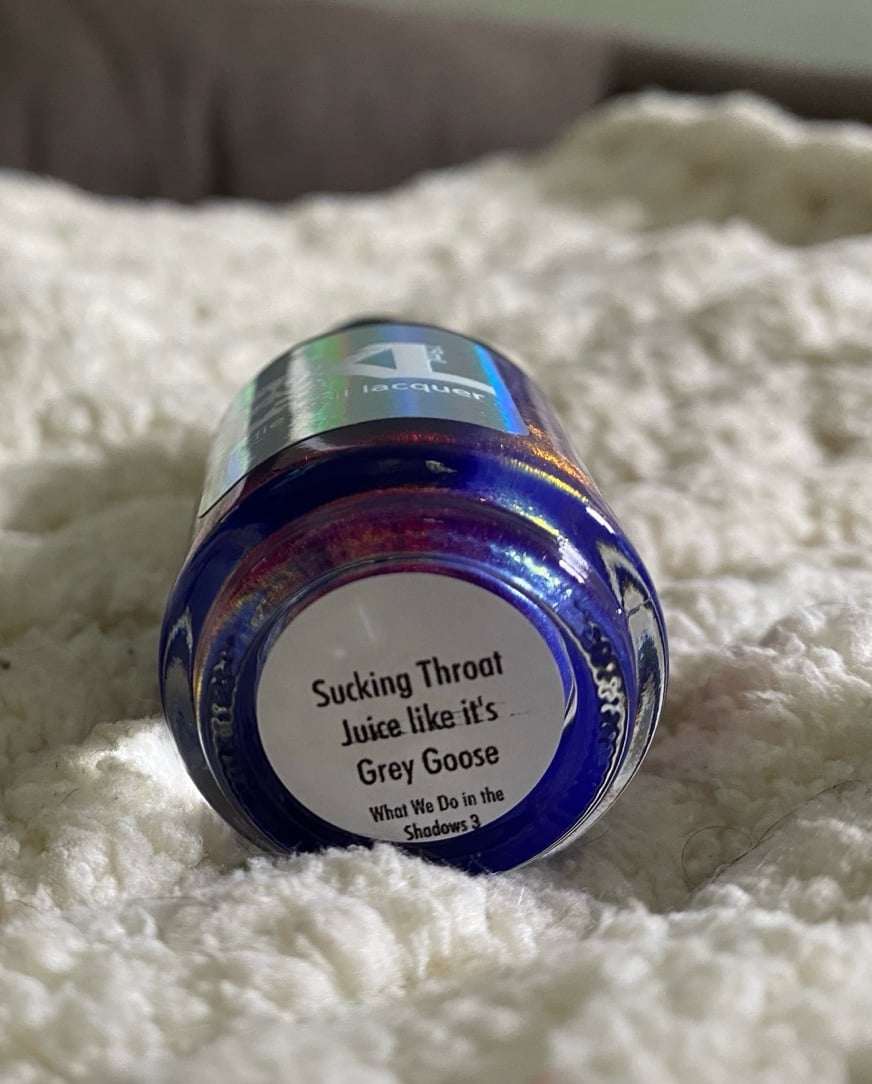 lacquer
Sucking Throat
Juice like it's
Grey Goose
What We Do in the
Shadows 3